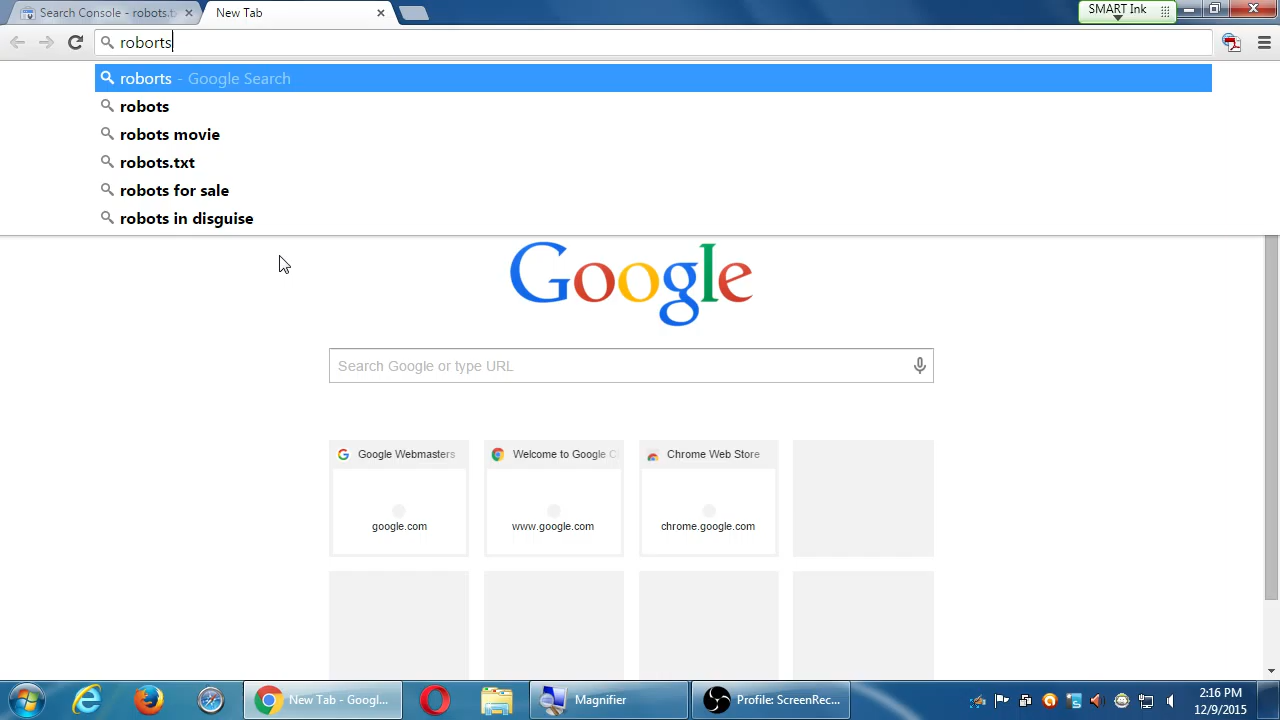 Search Console - robots.t
New Tab
SMART Ink
roborts
roborts - Google Search
robots
robots movie
robots.txt
robots for sale
robots in disguise
Google
Search Google or type URL
Google Webmasters
Welcome to Google C
Chrome Web Store
google.com
www.google.com
chrome.google.com
New Tab - Googl...
Magnifier
Profile: ScreenRec...
2:16 PM
12/9/2015